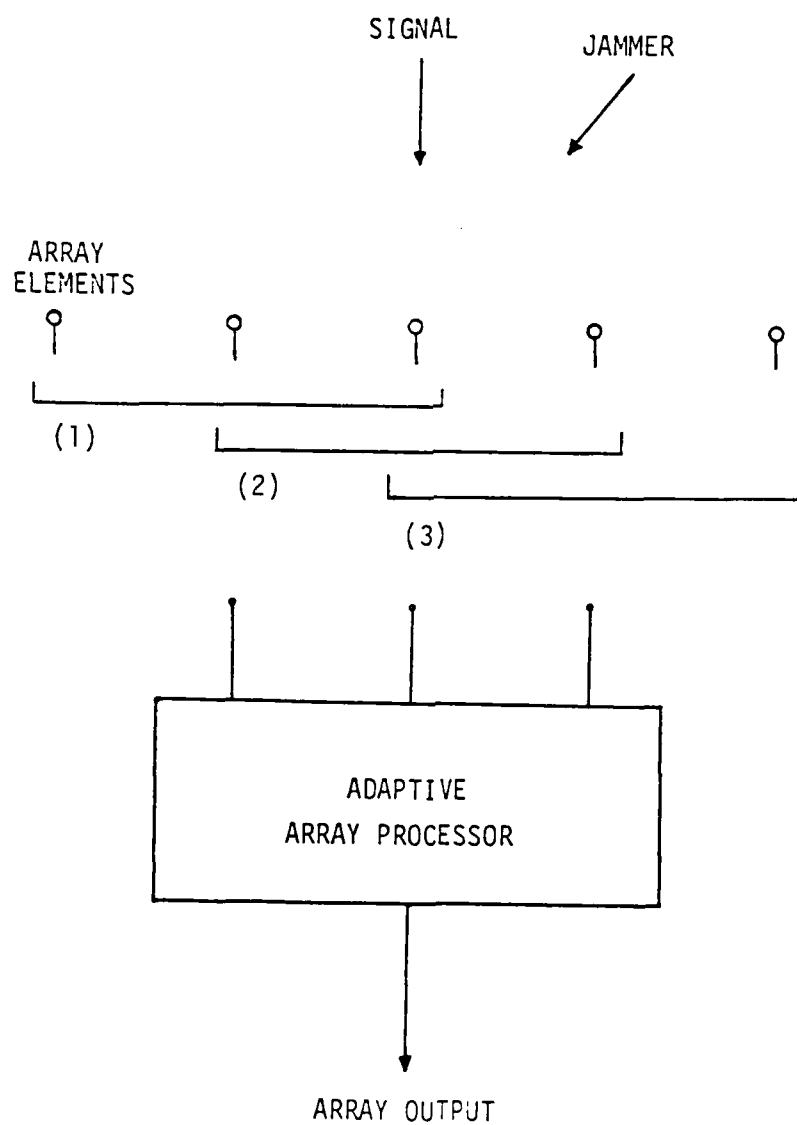 SIGNAL
JAMMER
ARRAY
ELEMENTS
(1)
(2)
(3)
ADAPTIVE
ARRAY PROCESSOR
ARRAY OUTPUT